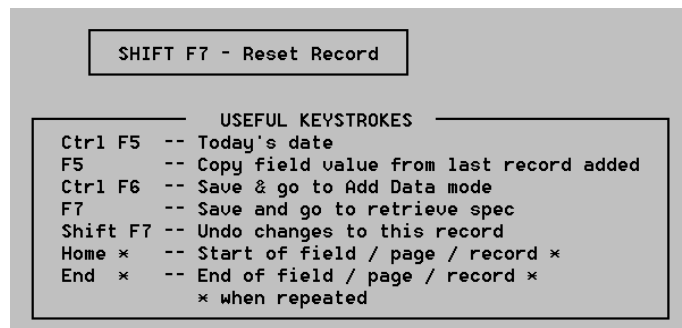 SHIFT F7 - Reset Record
USEFUL KEYSTROKES
Ctrl F5 -- Today's date
F5 -- Copy field value from last record added
Ctrl F6 -- Save & go to Add Data mode
F7 -- Save and go to retrieve spec
Shift F7 -- Undo changes to this record
Home * -- Start of field / page / record *
End * -- End of field / page / record *
* when repeated